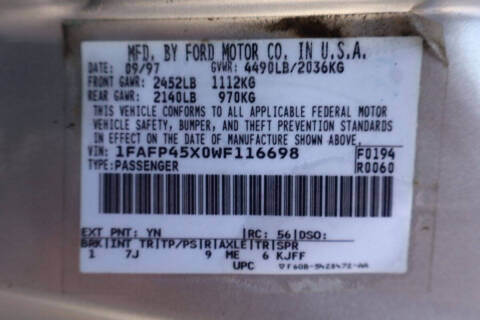 MFD. BY FORD MOTOR CO. IN U.S.A.
DATE: 09/97 GVWR: 4490LB/2036KG
FRONT GAWR: 2452LB 1112KG
REAR GAWR: 2140LB 970KG
THIS VEHICLE CONFORMS TO ALL APPLICABLE FEDERAL MOTOR
VEHICLE SAFETY, BUMPER, AND THEFT PREVENTION STANDARDS
IN EFFECT ON THE DATE OF MANUFACTURE SHOWN ABOVE.
VIN: 1FAFP45X0WF116698 F0194
TYPE: PASSENGER R0060
EXT PNT: YN RC: 56 DSO:
BRK INT TR TP/PS R AXLE TR SPR
1 7J 9 ME 6 KJFF
UPC